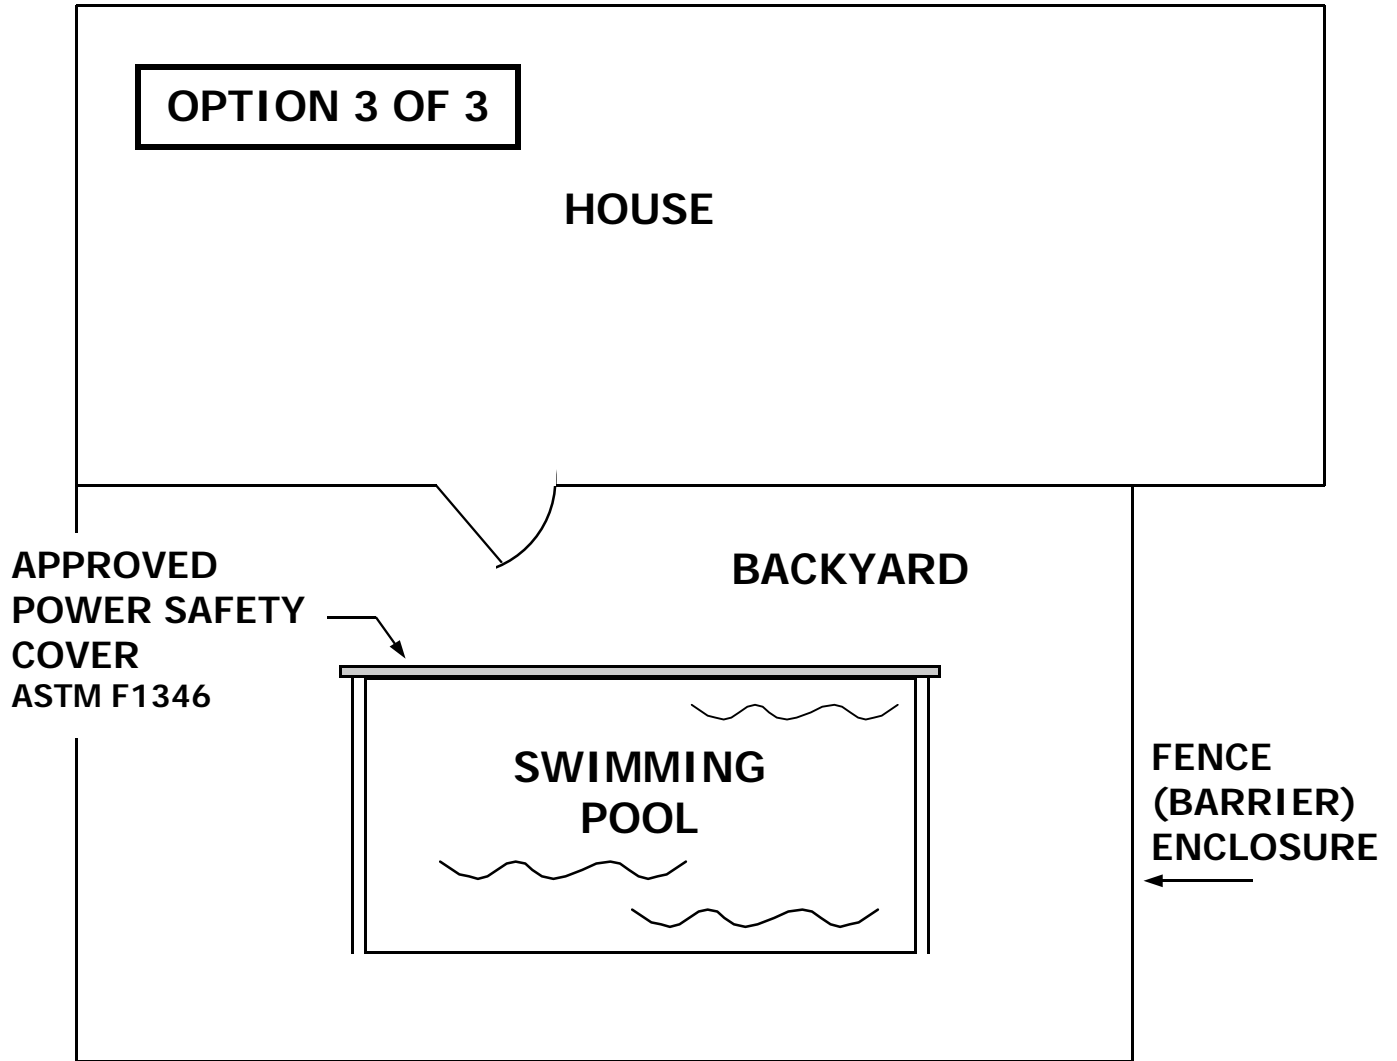 OPTION 3 OF 3
HOUSE
APPROVED
POWER SAFETY
COVER
ASTM F1346
BACKYARD
SWIMMING
POOL
FENCE
(BARRIER)
ENCLOSURE